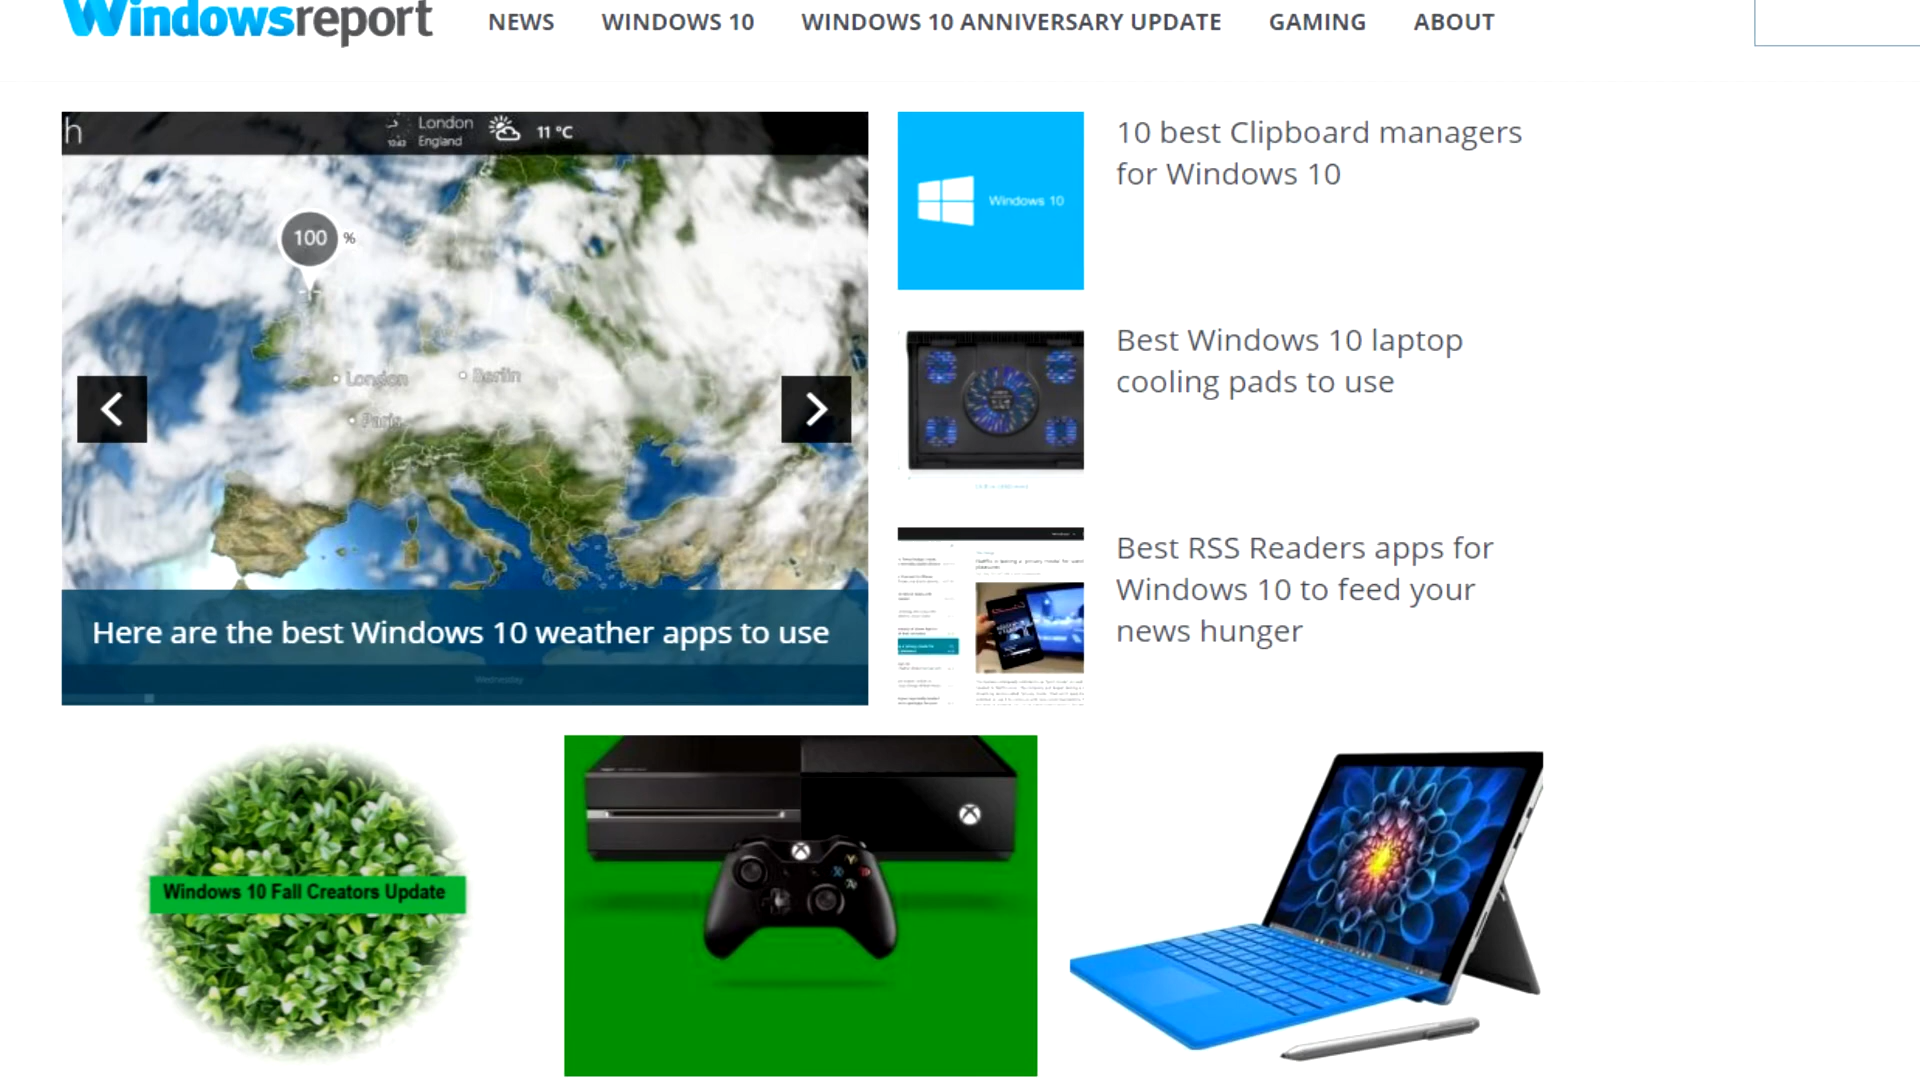 Windowsreport
NEWS
WINDOWS 10
WINDOWS 10 ANNIVERSARY UPDATE
GAMING
ABOUT
h
London
England
11 °C
100 %
London
Berlin
Paris
Here are the best Windows 10 weather apps to use
Wednesday
Windows 10
10 best Clipboard managers
for Windows 10
Best Windows 10 laptop
cooling pads to use
Best RSS Readers apps for
Windows 10 to feed your
news hunger
Windows 10 Fall Creators Update